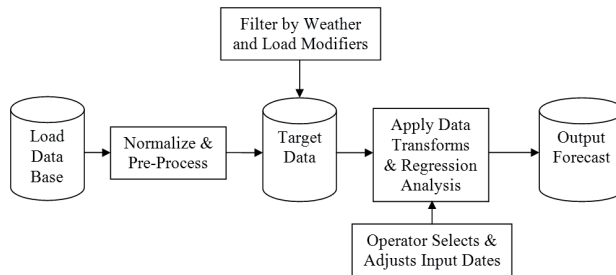 Filter by Weather
and Load Modifiers
Load
Data
Base
Normalize &
Pre-Process
Target
Data
Apply Data
Transforms
& Regression
Analysis
Output
Forecast
Operator Selects &
Adjusts Input Dates